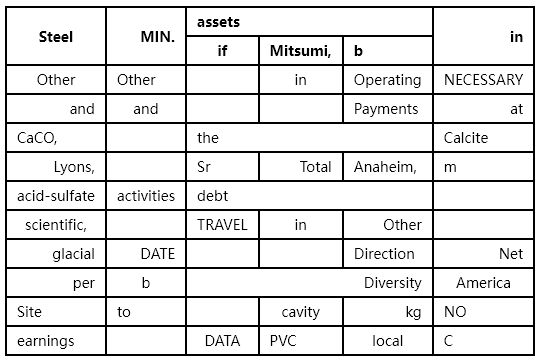 Steel MIN. assets in
if Mitsumi, b
Other Other in Operating NECESSARY
and and Payments at
CaCO, the Calcite
Lyons, Sr Total Anaheim, m
acid-sulfate activities debt
scientific, TRAVEL in Other
glacial DATE Direction Net
per b Diversity America
Site to cavity kg NO
earnings DATA PVC local C